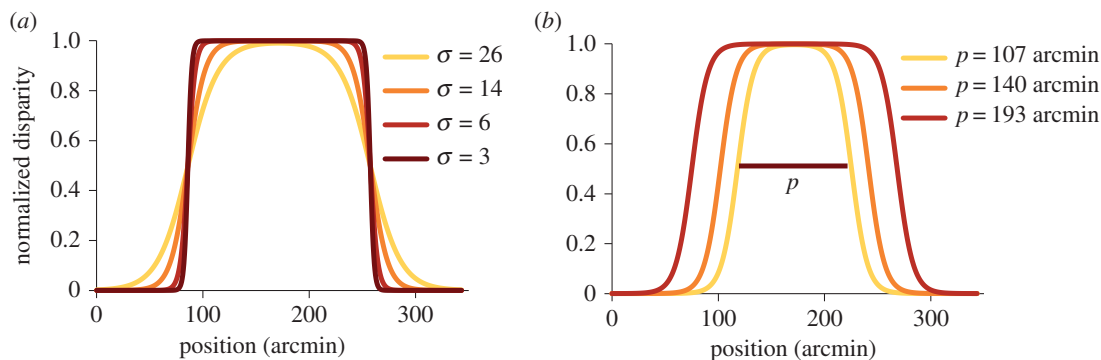 (a)
normalized disparity
1.0
0.8
0.6
0.4
0.2
0
0 100 200 300
position (arcmin)
σ = 26
σ = 14
σ = 6
σ = 3
(b)
1.0
0.8
0.6
0.4
0.2
0
0 100 200 300
position (arcmin)
p = 107 arcmin
p = 140 arcmin
p = 193 arcmin
p